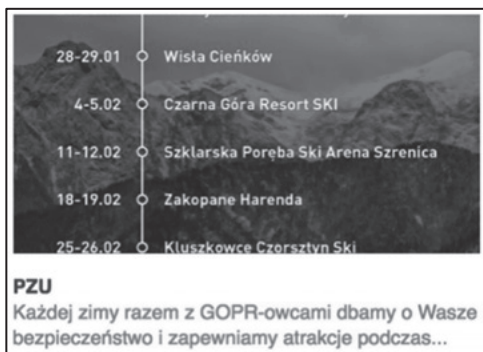 28-29.01 Wisła Cieńków
4-5.02 Czarna Góra Resort SKI
11-12.02 Szklarska Poręba Ski Arena Szrenica
18-19.02 Zakopane Harenda
25-26.02 Kluszkowce Czorsztyn Ski
PZU
Każdej zimy razem z GOPR-owcami dbamy o Wasze
bezpieczeństwo i zapewniamy atrakcje podczas...